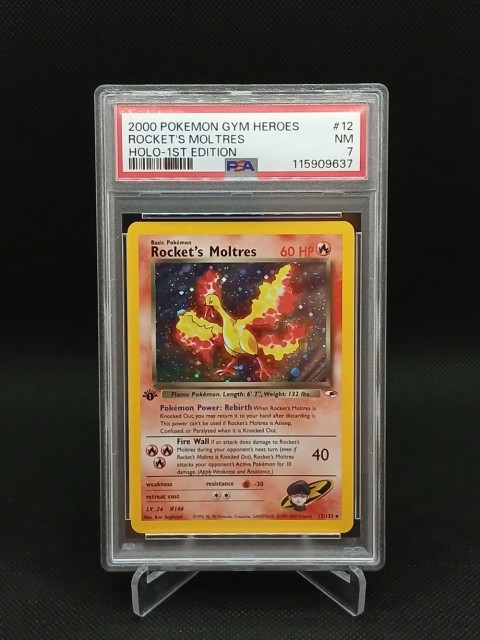 2000 POKEMON GYM HEROES #12
ROCKET'S MOLTRES NM
HOLO-1ST EDITION 7
PSA 115909637
Basic Pokémon
Rocket's Moltres 60 HP
Flame Pokémon. Length: 6' 7", Weight: 132 lbs.
Pokémon Power: Rebirth When Rocket's Moltres is
Knocked Out, you may return it to your hand after discarding it.
This power can't be used if Rocket's Moltres is Asleep,
Confused, or Paralyzed when it is Knocked Out.
Fire Wall If an attack does damage to Rocket's
Moltres during your opponent's next turn (even if
Rocket's Moltres is Knocked Out), Rocket's Moltres
attacks your opponent's Active Pokémon for 10
damage. (Apply Weakness and Resistance.)
40
weakness resistance -30
retreat cost
LV. 36 #146
12/132